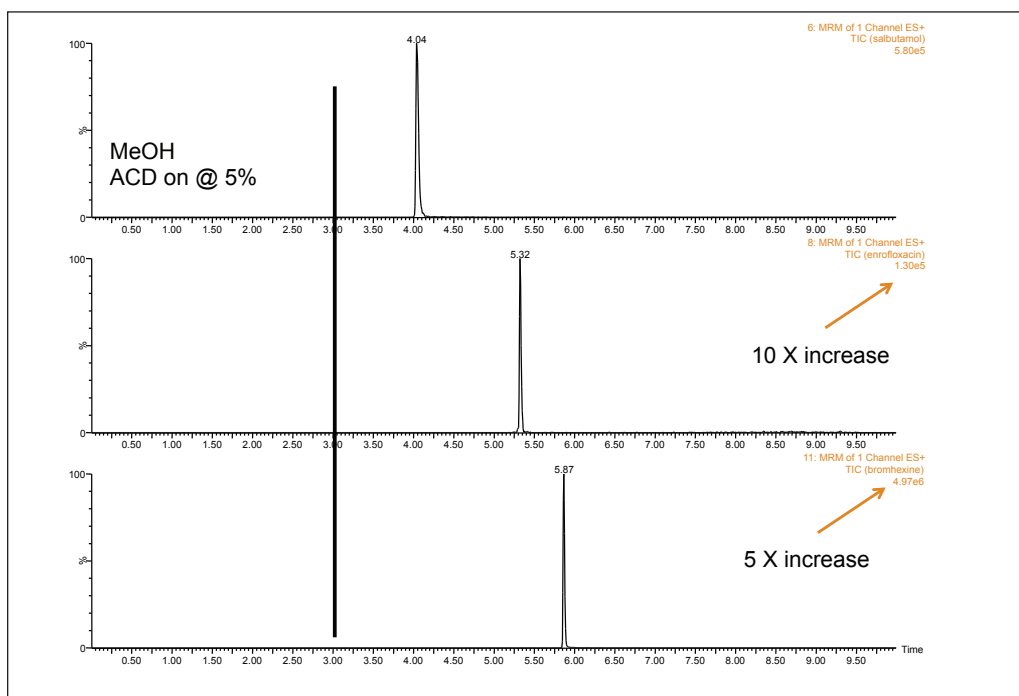 6: MRM of 1 Channel ES+
TIC (salbutamol)
5.80e5
4.04
100
%
0
MeOH
ACD on @ 5%
0.50 1.00 1.50 2.00 2.50 3.00 3.50 4.00 4.50 5.00 5.50 6.00 6.50 7.00 7.50 8.00 8.50 9.00 9.50
8: MRM of 1 Channel ES+
TIC (enrofloxacin)
1.30e5
5.32
100
%
0
10 X increase
0.50 1.00 1.50 2.00 2.50 3.00 3.50 4.00 4.50 5.00 5.50 6.00 6.50 7.00 7.50 8.00 8.50 9.00 9.50
11: MRM of 1 Channel ES+
TIC (bromhexine)
4.97e6
5.87
100
%
0
5 X increase
Time
0.50 1.00 1.50 2.00 2.50 3.00 3.50 4.00 4.50 5.00 5.50 6.00 6.50 7.00 7.50 8.00 8.50 9.00 9.50